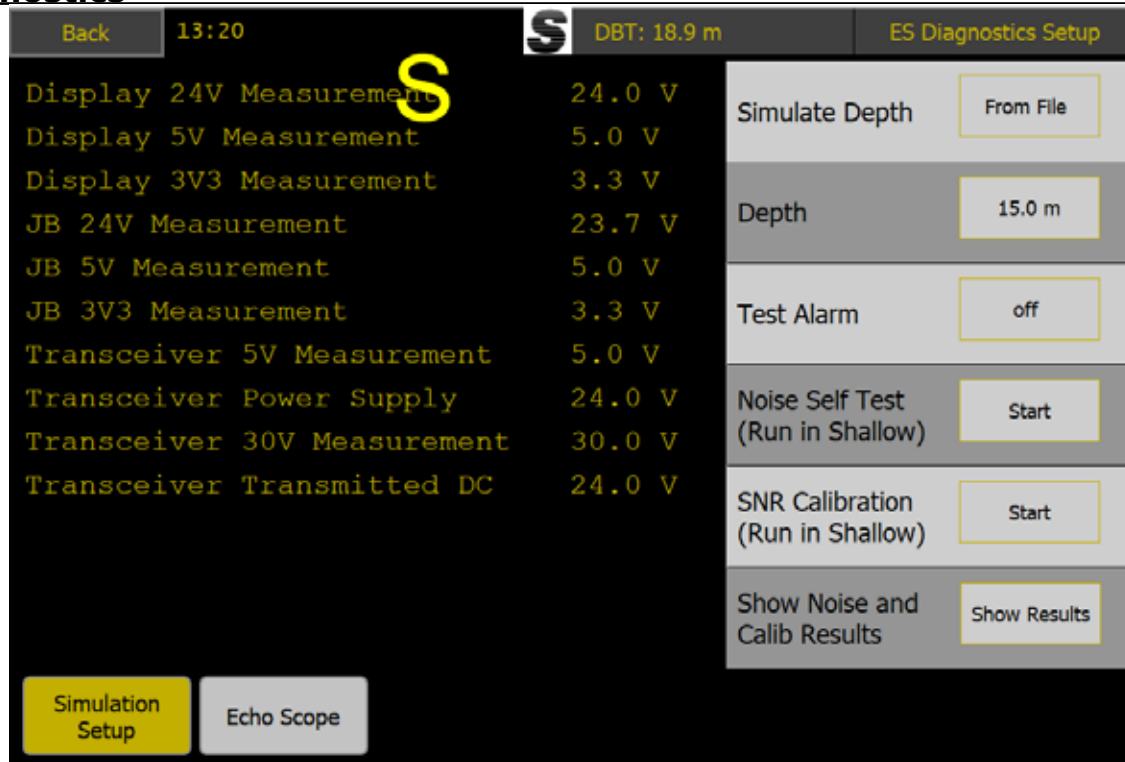 Back 13:20 S DBT: 18.9 m ES Diagnostics Setup
S
Display 24V Measurement 24.0 V
Display 5V Measurement 5.0 V
Display 3V3 Measurement 3.3 V
JB 24V Measurement 23.7 V
JB 5V Measurement 5.0 V
JB 3V3 Measurement 3.3 V
Transceiver 5V Measurement 5.0 V
Transceiver Power Supply 24.0 V
Transceiver 30V Measurement 30.0 V
Transceiver Transmitted DC 24.0 V
Simulate Depth From File
Depth 15.0 m
Test Alarm off
Noise Self Test
(Run in Shallow) Start
SNR Calibration
(Run in Shallow) Start
Show Noise and
Calib Results Show Results
Simulation
Setup
Echo Scope